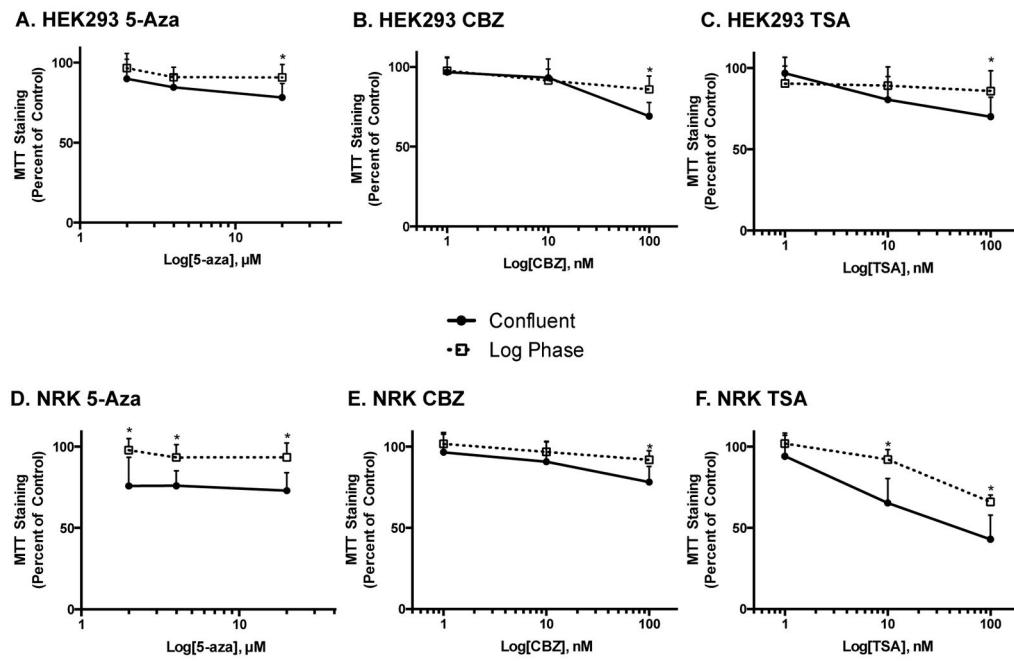 A. HEK293 5-Aza
B. HEK293 CBZ
C. HEK293 TSA
MTT Staining
(Percent of Control)
100
50
0
1
10
Log[5-aza], µM
*
MTT Staining
(Percent of Control)
100
50
0
1
10
100
Log[CBZ], nM
*
MTT Staining
(Percent of Control)
100
50
0
1
10
100
Log[TSA], nM
*
Confluent
Log Phase
D. NRK 5-Aza
E. NRK CBZ
F. NRK TSA
MTT Staining
(Percent of Control)
100
50
0
1
10
Log[5-aza], µM
*
*
*
MTT Staining
(Percent of Control)
100
50
0
1
10
100
Log[CBZ], nM
*
MTT Staining
(Percent of Control)
100
50
0
1
10
100
Log[TSA], nM
*
*